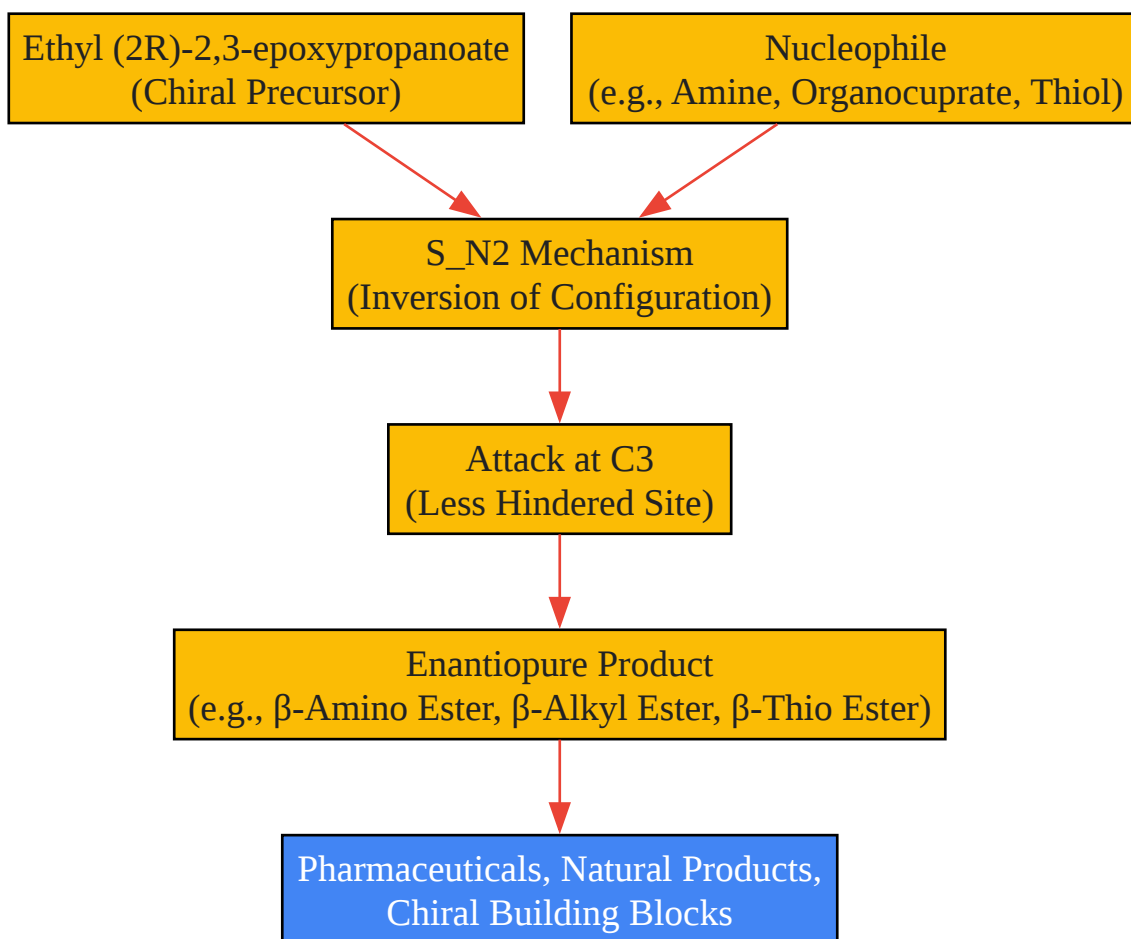 Ethyl (2R)-2,3-epoxypropanoate
(Chiral Precursor)
Nucleophile
(e.g., Amine, Organocuprate, Thiol)
S_N2 Mechanism
(Inversion of Configuration)
Attack at C3
(Less Hindered Site)
Enantiopure Product
(e.g., β-Amino Ester, β-Alkyl Ester, β-Thio Ester)
Pharmaceuticals, Natural Products,
Chiral Building Blocks